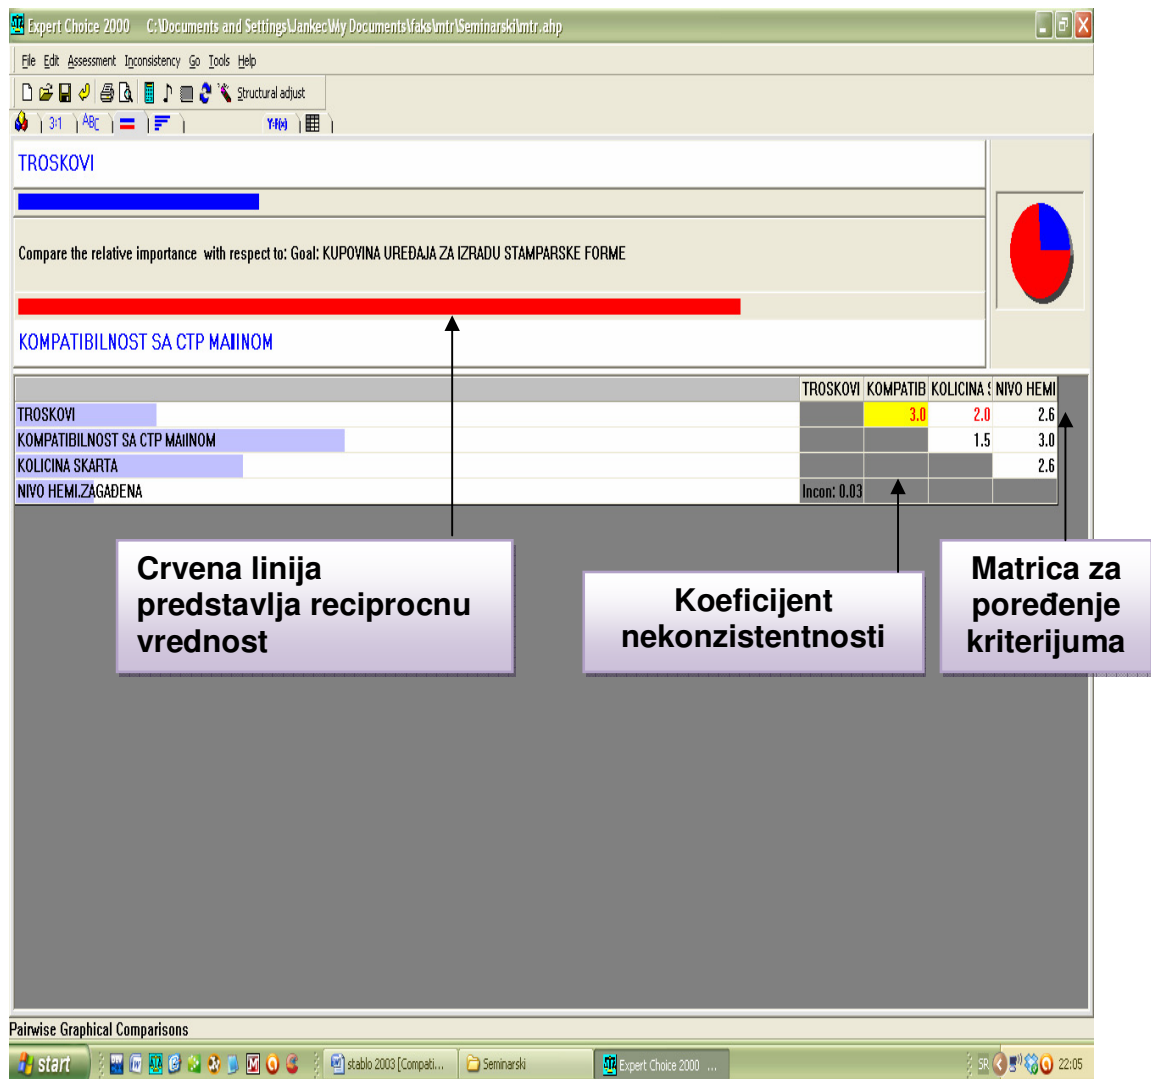 Expert Choice 2000 C:\Documents and Settings\Jankec\My Documents\faks\mtr\Seminarski\mtr.ahp
File Edit Assessment Inconsistency Go Tools Help
Structural adjust
3:1 ABC Y:F(x)
TROSKOVI
Compare the relative importance with respect to: Goal: KUPOVINA UREĐAJA ZA IZRADU STAMPARSKE FORME
KOMPATIBILNOST SA CTP MAIINOM
TROSKOVI KOMPATIB KOLICINA S NIVO HEMI
TROSKOVI 3.0 2.0 2.6
KOMPATIBILNOST SA CTP MAIINOM 1.5 3.0
KOLICINA SKARTA 2.6
NIVO HEMI.ZAGAĐENA Incon: 0.03
Crvena linija
predstavlja reciprocnu
vrednost
Koeficijent
nekonzistentnosti
Matrica za
poređenje
kriterijuma
Pairwise Graphical Comparisons
start stablo 2003 [Compati... Seminarski Expert Choice 2000 ... SR 22:05